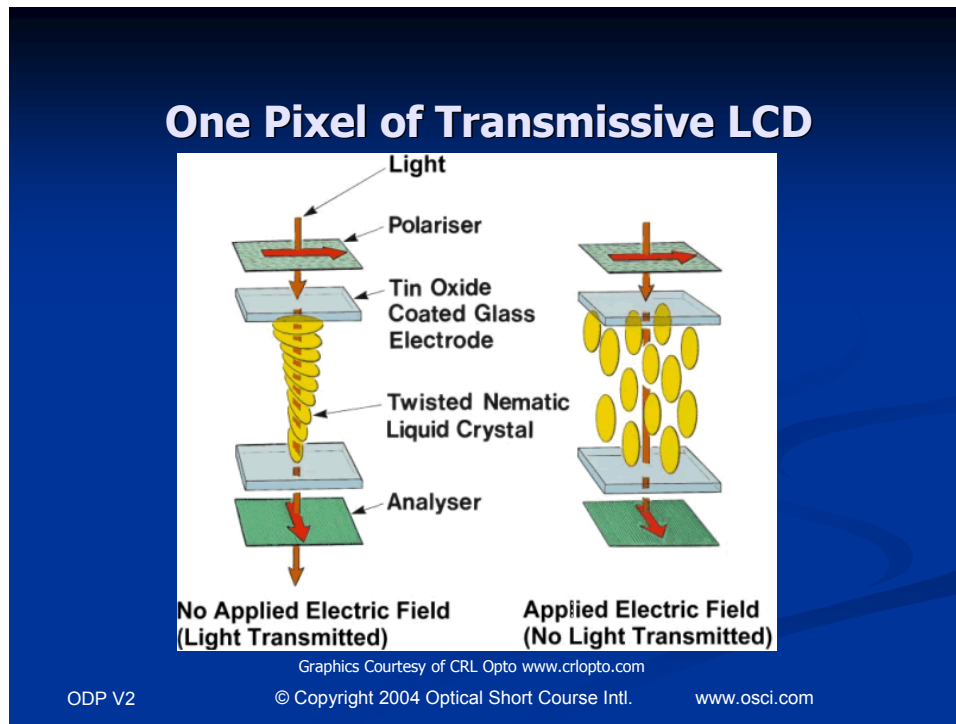 One Pixel of Transmissive LCD
Light
Polariser
Tin Oxide
Coated Glass
Electrode
Twisted Nematic
Liquid Crystal
Analyser
No Applied Electric Field
(Light Transmitted)
Applied Electric Field
(No Light Transmitted)
Graphics Courtesy of CRL Opto www.crlopto.com
ODP V2
© Copyright 2004 Optical Short Course Intl.
www.osci.com